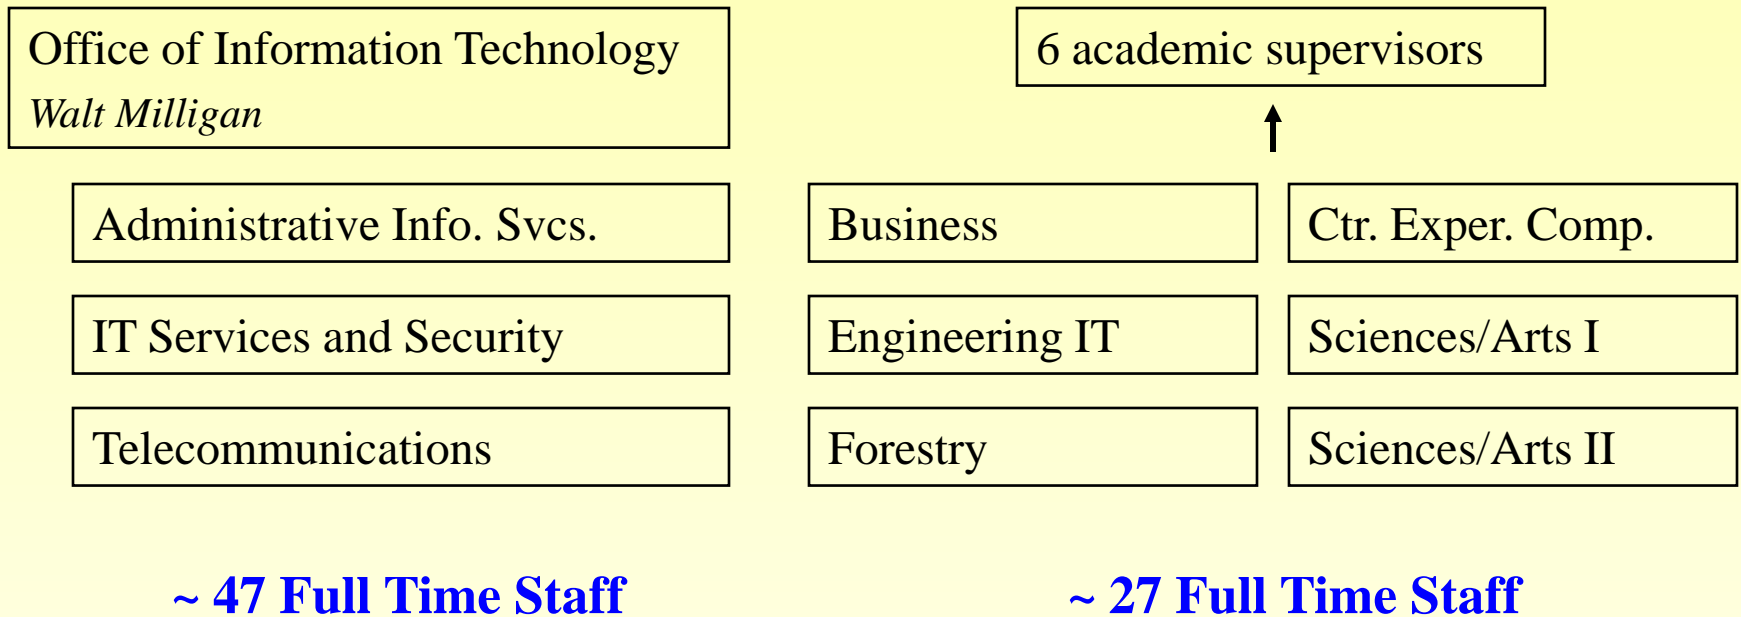 Office of Information Technology
Walt Milligan
Administrative Info. Svcs.
IT Services and Security
Telecommunications
~ 47 Full Time Staff
6 academic supervisors
Business
Ctr. Exper. Comp.
Engineering IT
Sciences/Arts I
Forestry
Sciences/Arts II
~ 27 Full Time Staff